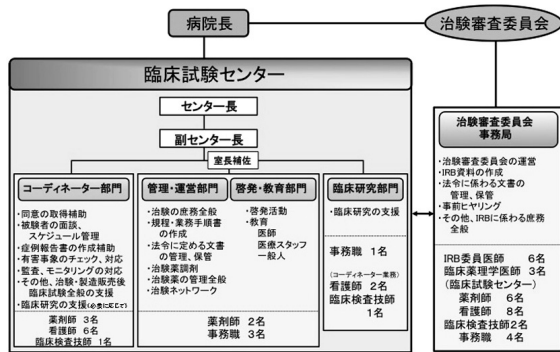 病院長
治験審査委員会
臨床試験センター
センター長
副センター長
室長補佐
コーディネーター部門
・同意の取得補助
・被験者の面談、
スケジュール管理
・症例報告書の作成補助
・有害事象のチェック、対応
・監査、モニタリングの対応
・その他、治験・製造販売後
臨床試験全般の支援
・臨床研究の支援(必要に応じて)
薬剤師 3名
看護師 6名
臨床検査技師 1名
管理・運営部門
・治験の庶務全般
・規程・業務手順書
の作成
・法令に定める文書
の管理、保管
・治験薬調剤
・治験薬の管理全般
・治験ネットワーク
啓発・教育部門
・啓発活動
・教育
医師
医療スタッフ
一般人
薬剤師 2名
事務職 3名
臨床研究部門
・臨床研究の支援
事務職 1名
(コーディネーター業務)
看護師 2名
臨床検査技師
1名
治験審査委員会
事務局
・治験審査委員会の運営
・IRB資料の作成
・法令に係わる文書の
管理、保管
・事前ヒヤリング
・その他、IRBに係わる庶務
全般
IRB委員医師 6名
臨床薬理学医師 3名
(臨床試験センター)
薬剤師 6名
看護師 8名
臨床検査技師2名
事務職 4名